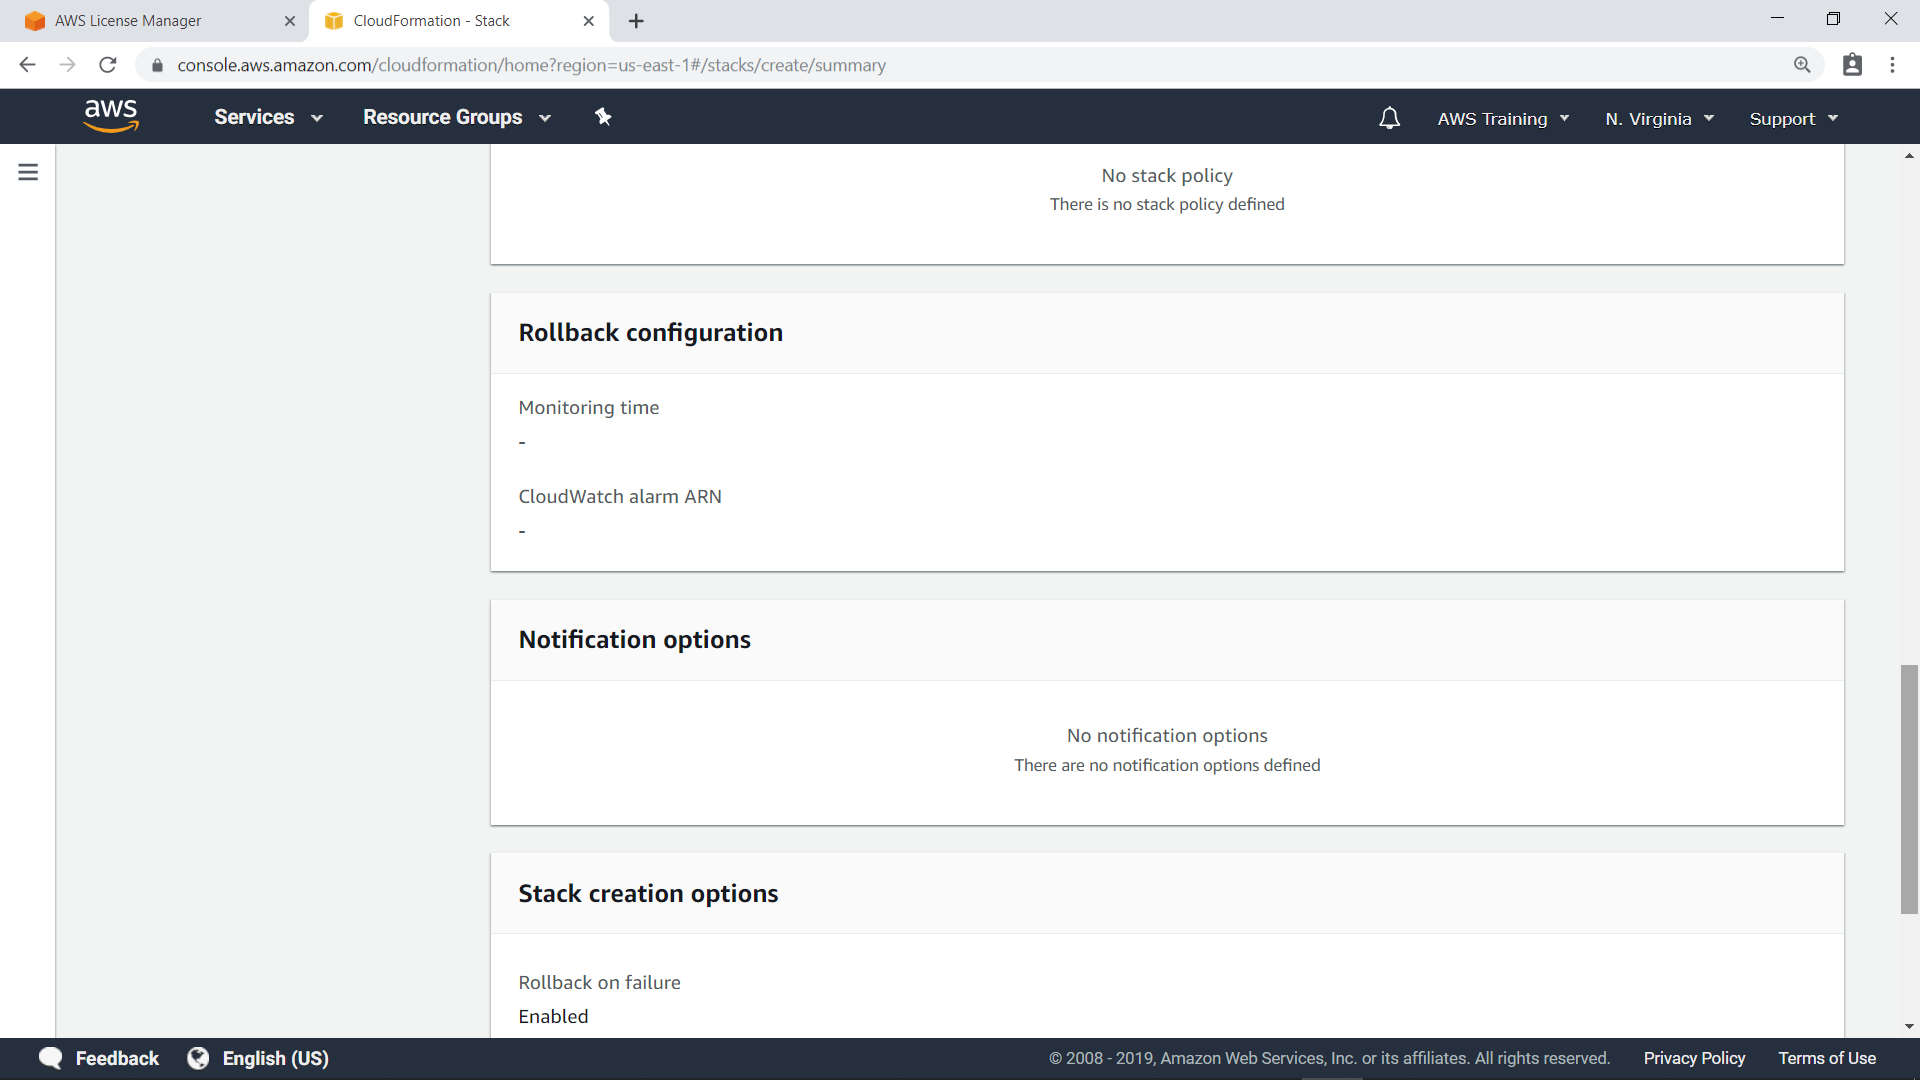 AWS License Manager
CloudFormation - Stack
console.aws.amazon.com/cloudformation/home?region=us-east-1#/stacks/create/summary
aws
Services
Resource Groups
AWS Training
N. Virginia
Support
No stack policy
There is no stack policy defined
Rollback configuration
Monitoring time
-
CloudWatch alarm ARN
-
Notification options
No notification options
There are no notification options defined
Stack creation options
Rollback on failure
Enabled
Feedback
English (US)
© 2008 - 2019, Amazon Web Services, Inc. or its affiliates. All rights reserved.
Privacy Policy
Terms of Use